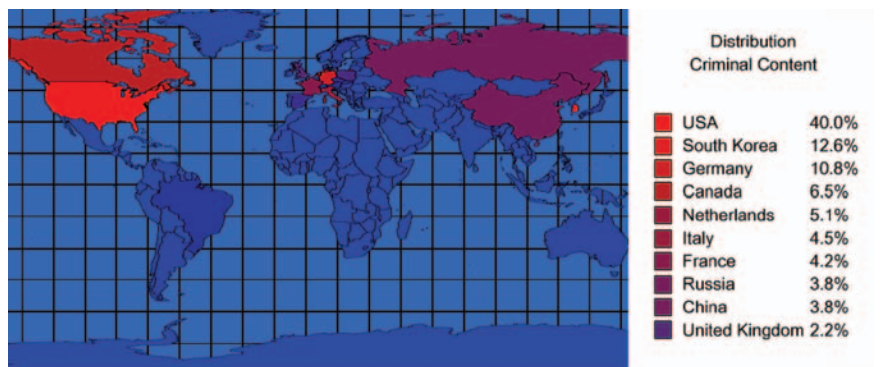 Distribution
Criminal Content
USA 40.0%
South Korea 12.6%
Germany 10.8%
Canada 6.5%
Netherlands 5.1%
Italy 4.5%
France 4.2%
Russia 3.8%
China 3.8%
United Kingdom 2.2%